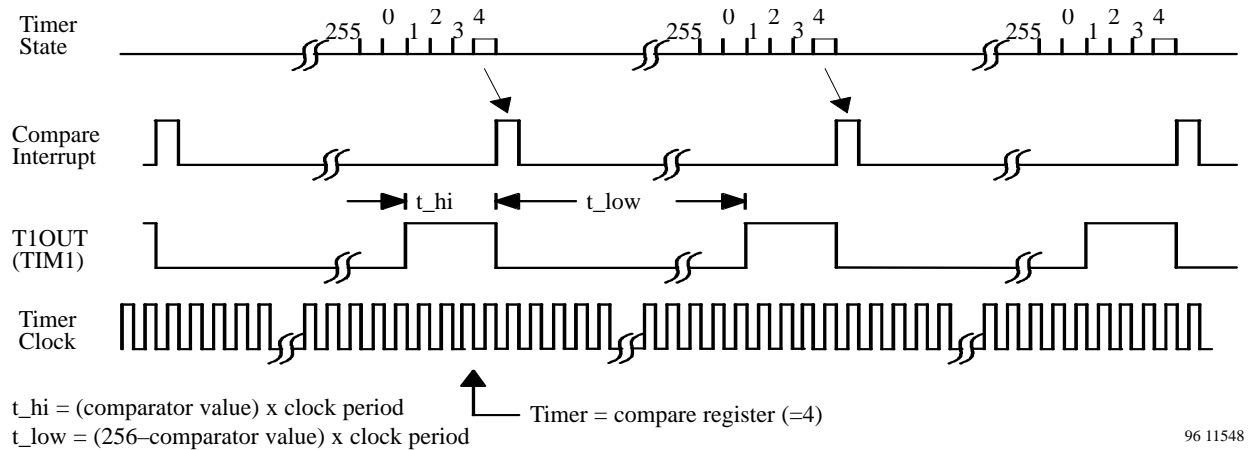 Timer
State
255 0 1 2 3 4 255 0 1 2 3 4 255 0 1 2 3 4
Compare
Interrupt
t_hi t_low
T1OUT
(TIM1)
Timer
Clock
t_hi = (comparator value) x clock period
Timer = compare register (=4)
t_low = (256–comparator value) x clock period
96 11548